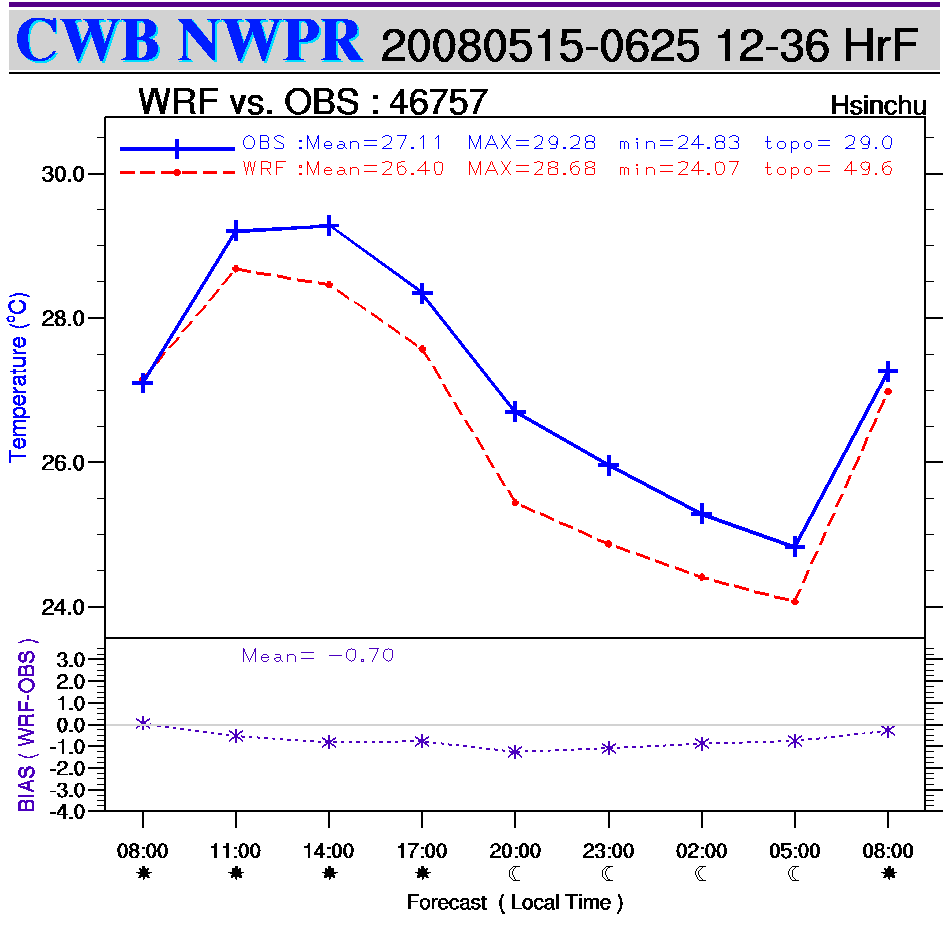 CWB NWPR 20080515-0625 12-36 HrF
WRF vs. OBS : 46757 Hsinchu
OBS :Mean=27.11 MAX=29.28 min=24.83 topo= 29.0
WRF :Mean=26.40 MAX=28.68 min=24.07 topo= 49.6
30.0
28.0
26.0
24.0
Temperature (°C)
Mean= -0.70
3.0
2.0
1.0
0.0
-1.0
-2.0
-3.0
-4.0
BIAS ( WRF-OBS )
08:00 11:00 14:00 17:00 20:00 23:00 02:00 05:00 08:00
Forecast ( Local Time )